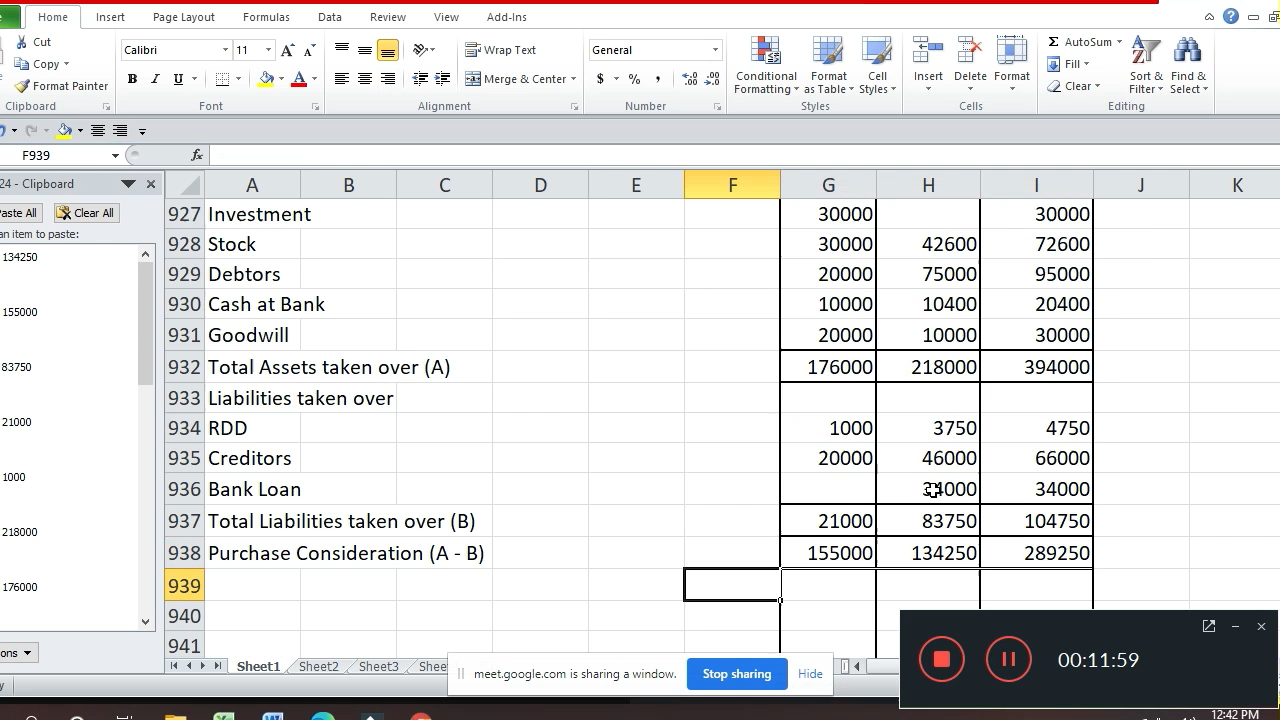 Home Insert Page Layout Formulas Data Review View Add-Ins
Cut Calibri 11 A A Wrap Text General Conditional Format Cell Insert Delete Format Σ AutoSum Sort & Find &
Copy Fill
Format Painter B I U A Merge & Center $ % , Formatting as Table Styles Clear Filter Select
Clipboard Font Alignment Number Styles Cells Editing
F939 fx
24 - Clipboard A B C D E F G H I J K
Paste All Clear All 927 Investment 30000 30000
an item to paste: 928 Stock 30000 42600 72600
134250 929 Debtors 20000 75000 95000
155000 930 Cash at Bank 10000 10400 20400
931 Goodwill 20000 10000 30000
83750 932 Total Assets taken over (A) 176000 218000 394000
933 Liabilities taken over
21000 934 RDD 1000 3750 4750
1000 935 Creditors 20000 46000 66000
936 Bank Loan 34000 34000
218000 937 Total Liabilities taken over (B) 21000 83750 104750
938 Purchase Consideration (A - B) 155000 134250 289250
176000 939
940
941
Sheet1 Sheet2 Sheet3
meet.google.com is sharing a window. Stop sharing Hide
00:11:59
12:42 PM